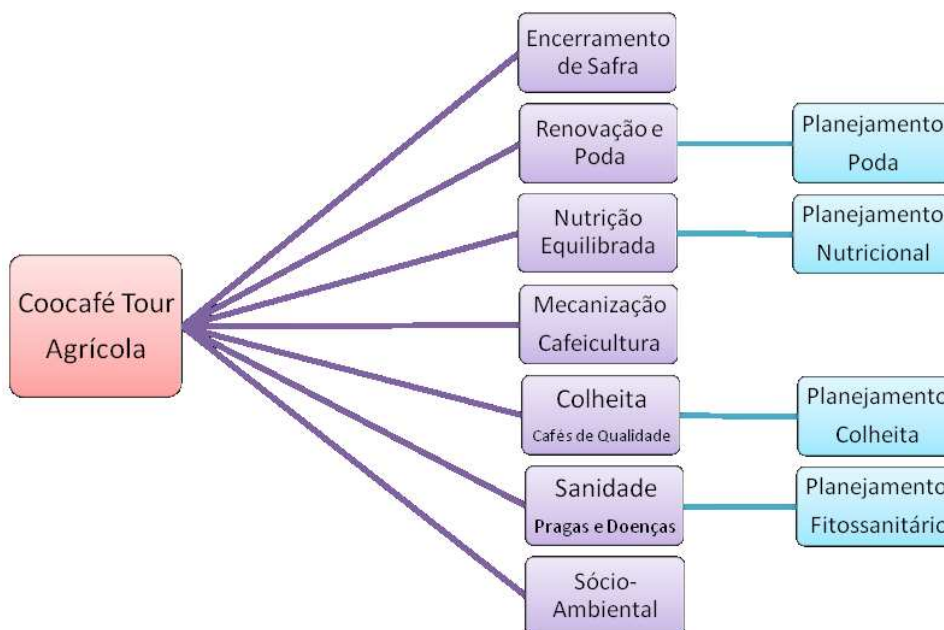 Coocafé Tour
Agrícola
Encerramento
de Safra
Renovação e
Poda
Planejamento
Poda
Nutrição
Equilibrada
Planejamento
Nutricional
Mecanização
Cafeicultura
Colheita
Cafés de Qualidade
Planejamento
Colheita
Sanidade
Pragas e Doenças
Planejamento
Fitossanitário
Sócio-
Ambiental